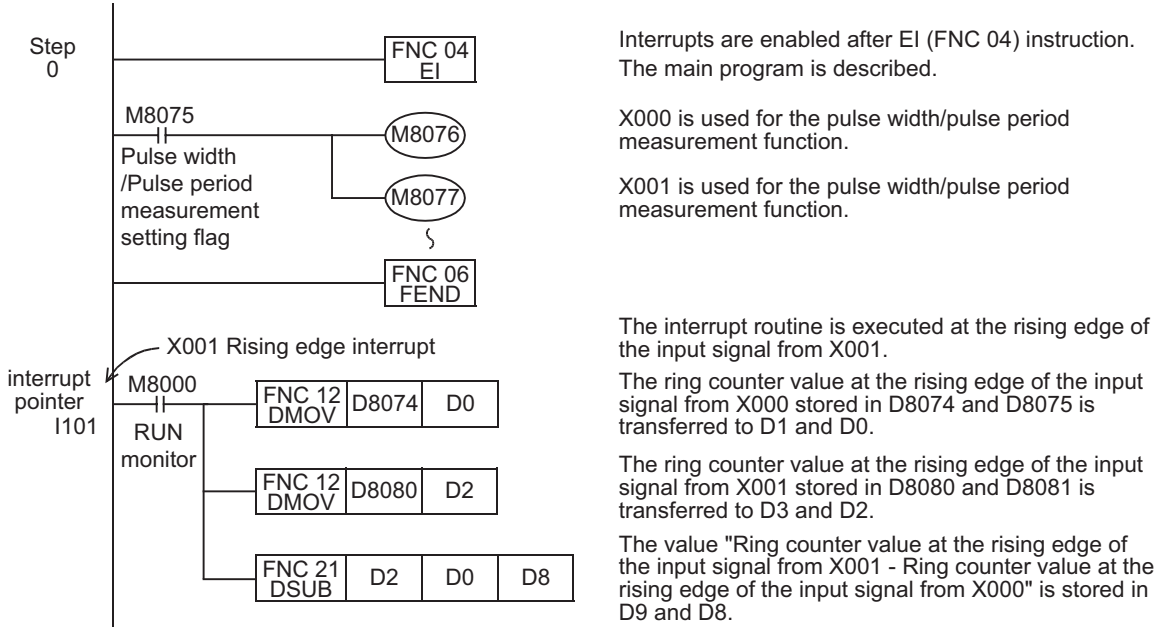 Step
0
FNC 04
EI
Interrupts are enabled after EI (FNC 04) instruction.
The main program is described.
M8075
Pulse width
/Pulse period
measurement
setting flag
M8076
X000 is used for the pulse width/pulse period
measurement function.
M8077
X001 is used for the pulse width/pulse period
measurement function.
FNC 06
FEND
X001 Rising edge interrupt
The interrupt routine is executed at the rising edge of
the input signal from X001.
interrupt
pointer
I101
M8000
RUN
monitor
FNC 12
DMOV
D8074
D0
The ring counter value at the rising edge of the input
signal from X000 stored in D8074 and D8075 is
transferred to D1 and D0.
FNC 12
DMOV
D8080
D2
The ring counter value at the rising edge of the input
signal from X001 stored in D8080 and D8081 is
transferred to D3 and D2.
FNC 21
DSUB
D2
D0
D8
The value "Ring counter value at the rising edge of
the input signal from X001 - Ring counter value at the
rising edge of the input signal from X000" is stored in
D9 and D8.